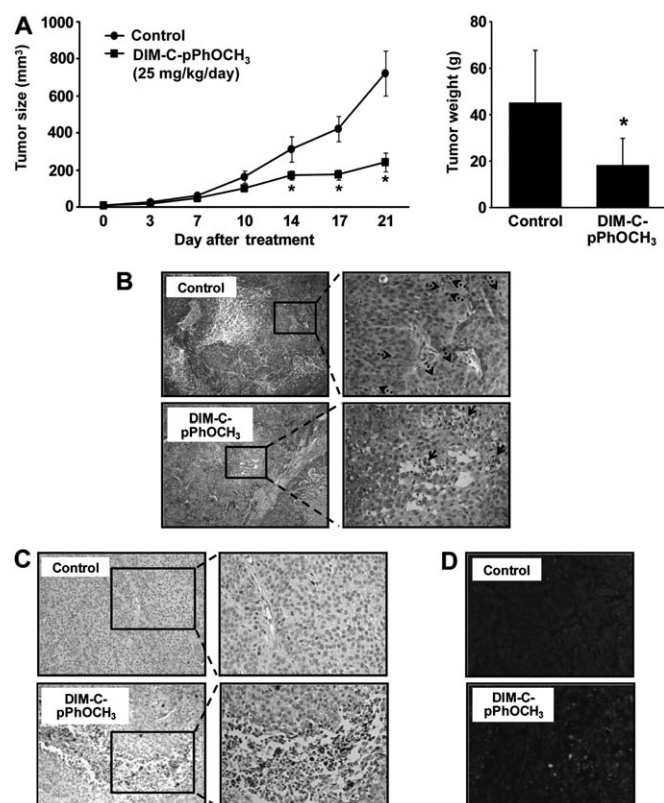 A
Tumor size (mm³)
1000
800
600
400
200
0
Control
DIM-C-pPhOCH₃
(25 mg/kg/day)
* * *
0 3 7 10 14 17 21
Day after treatment
Tumor weight (g)
80
60
40
20
0
*
Control
DIM-C-
pPhOCH₃
B
Control
DIM-C-
pPhOCH₃
C
Control
DIM-C-
pPhOCH₃
D
Control
DIM-C-
pPhOCH₃